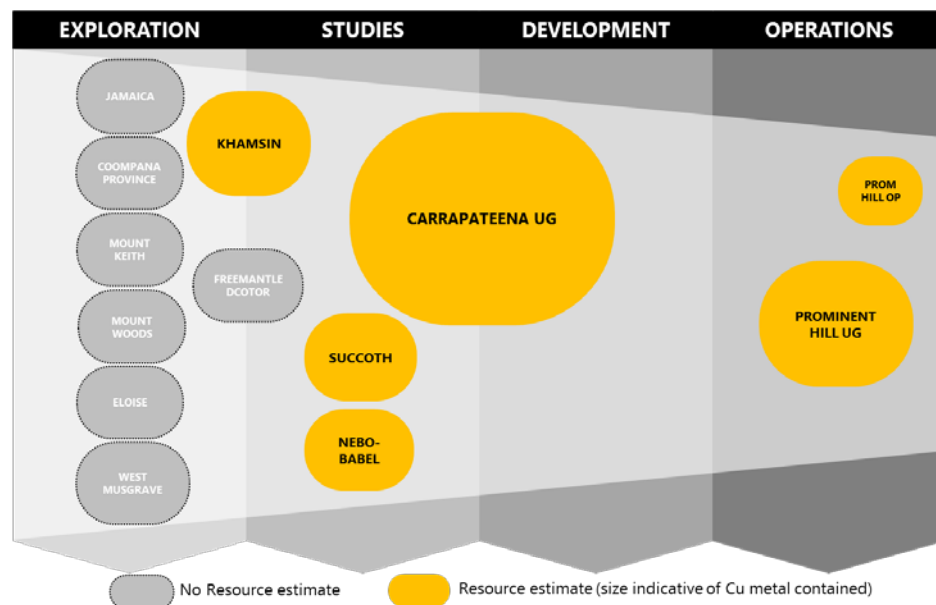 EXPLORATION
STUDIES
DEVELOPMENT
OPERATIONS
JAMAICA
COOMPANA
PROVINCE
MOUNT
KEITH
MOUNT
WOODS
ELOISE
WEST
MUSGRAVE
KHAMSIN
FREEMANTLE
DCOTOR
SUCCOTH
NEBO-
BABEL
CARRAPATEENA UG
PROM
HILL OP
PROMINENT
HILL UG
No Resource estimate
Resource estimate (size indicative of Cu metal contained)